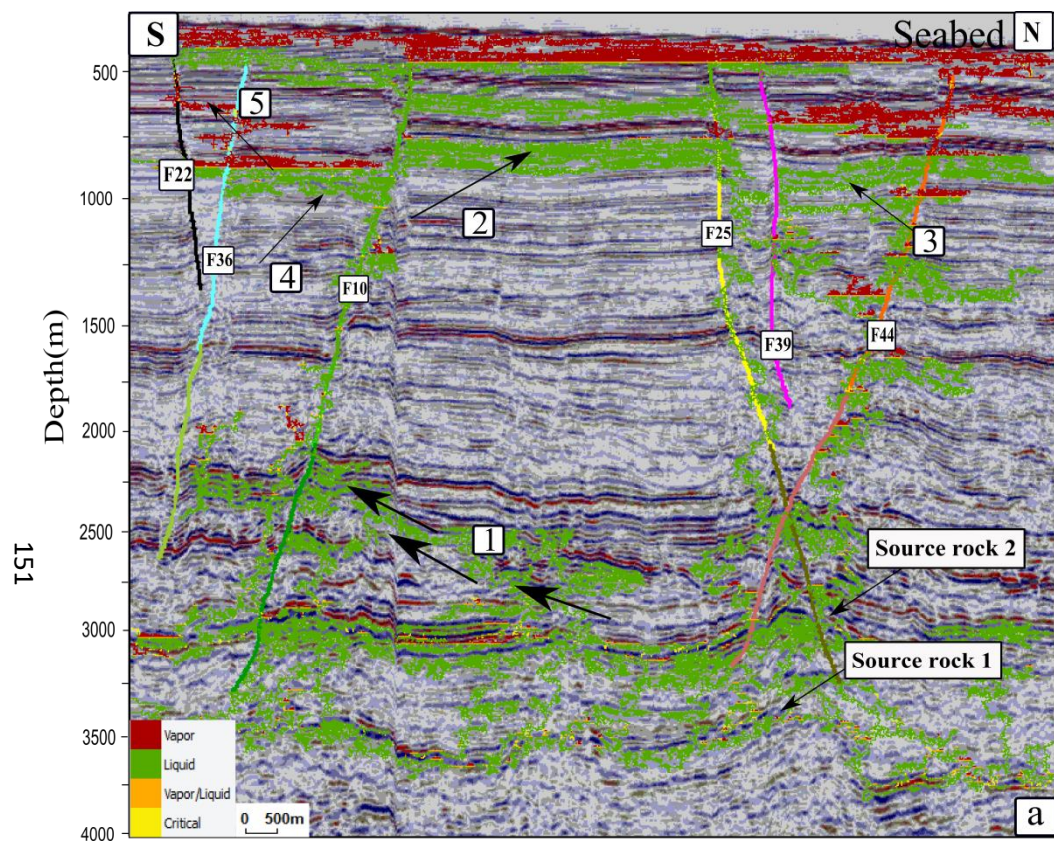 S
Seabed
N
Depth(m)
500
1000
1500
2000
2500
3000
3500
4000
5
F22
F36
4
F10
2
F25
3
F39
F44
1
Source rock 2
Source rock 1
151
Vapor
Liquid
Vapor/Liquid
Critical
0 500m
a